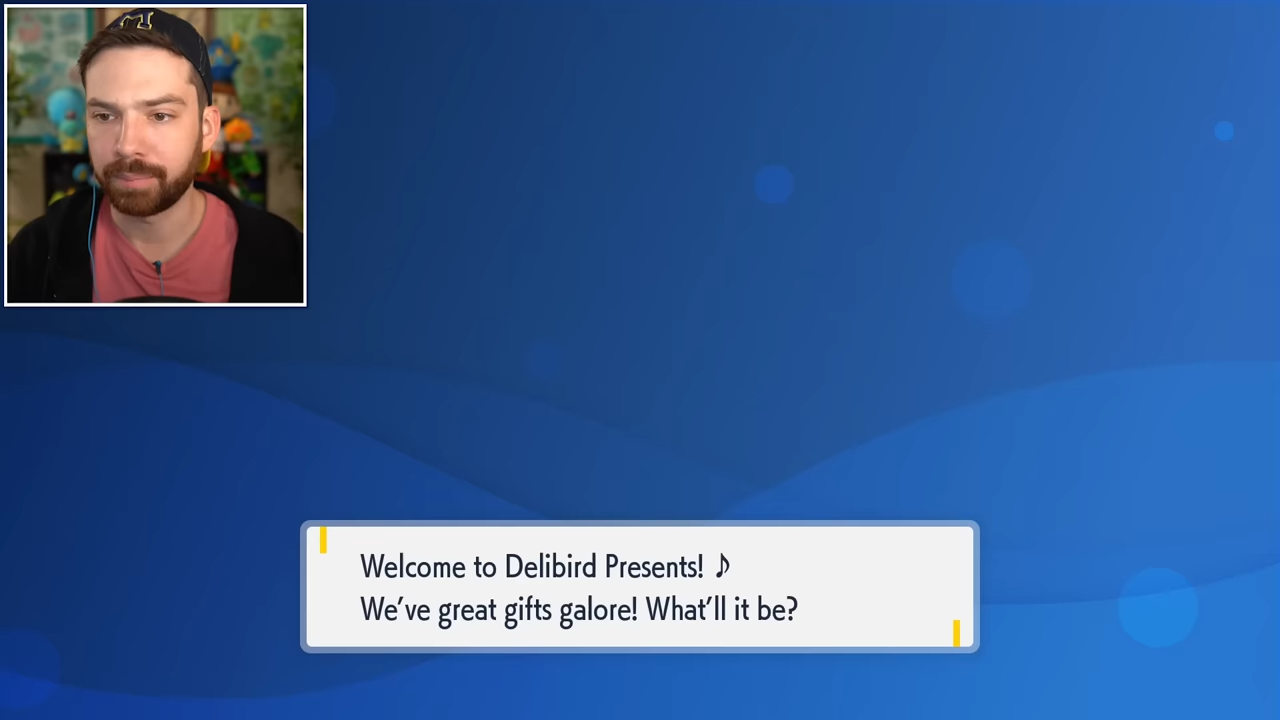 Welcome to Delibird Presents! ♪
We've great gifts galore! What'll it be?